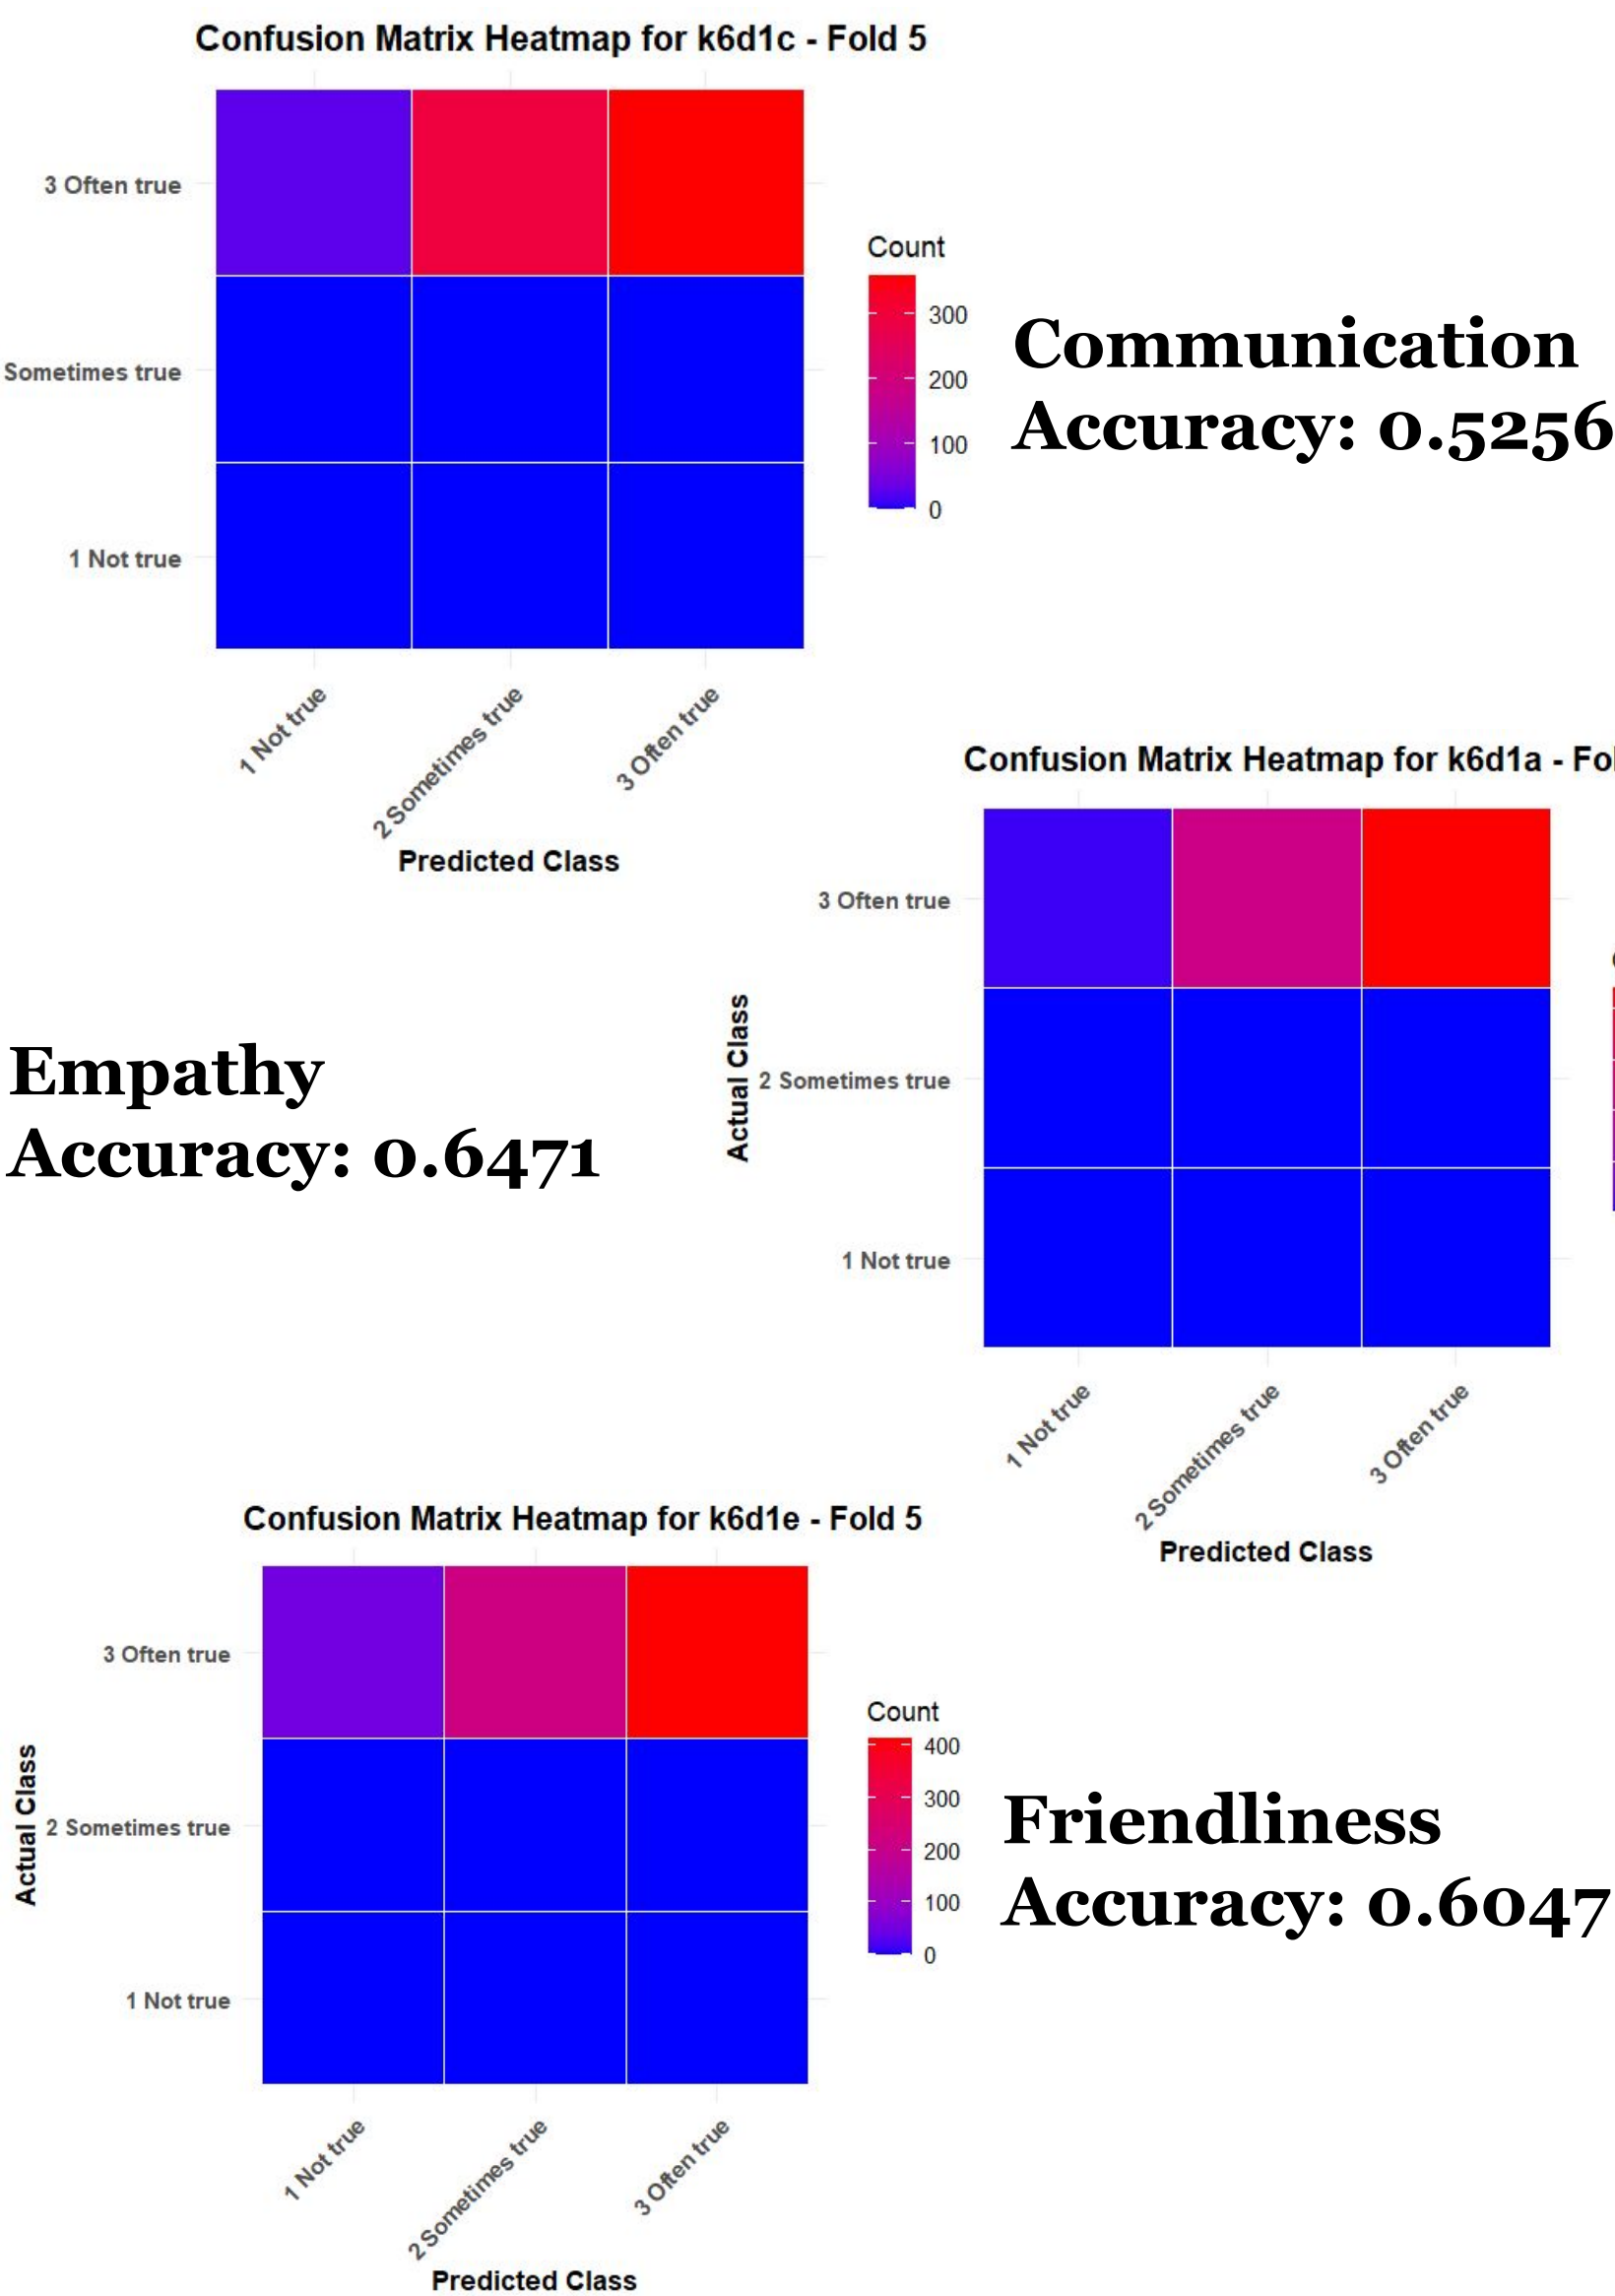 Confusion Matrix Heatmap for k6d1c - Fold 5
3 Often true
Sometimes true
1 Not true
1 Not true
2 Sometimes true
3 Often true
Predicted Class
Count
300
200
100
0
Communication
Accuracy: 0.5256
Confusion Matrix Heatmap for k6d1a - Fol
Actual Class
3 Often true
2 Sometimes true
1 Not true
1 Not true
2 Sometimes true
3 Often true
Predicted Class
Empathy
Accuracy: 0.6471
Confusion Matrix Heatmap for k6d1e - Fold 5
Actual Class
3 Often true
2 Sometimes true
1 Not true
1 Not true
2 Sometimes true
3 Often true
Predicted Class
Count
400
300
200
100
0
Friendliness
Accuracy: 0.6047